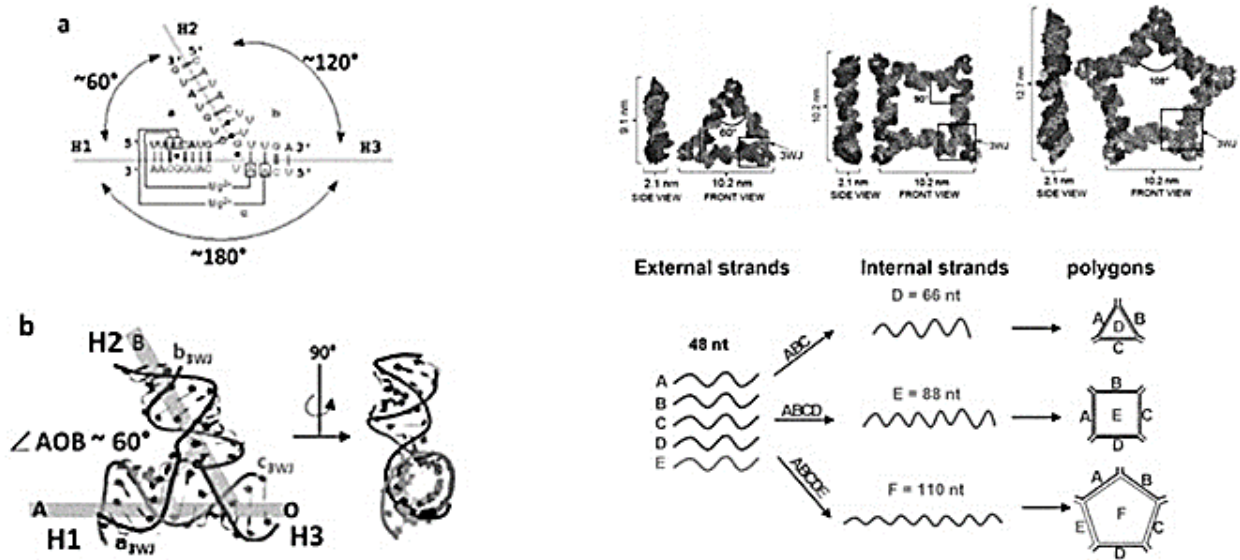 a
H2
~60°
~120°
H1
H3
~180°
b
H2 B
b3WJ
90°
∠AOB ~ 60°
c3WJ
A
O
H1
a3WJ
H3
9.1 nm
60°
3WJ
2.1 nm
10.2 nm
SIDE VIEW
FRONT VIEW
10.2 nm
90°
3WJ
2.1 nm
10.2 nm
SIDE VIEW
FRONT VIEW
12.7 nm
108°
3WJ
2.1 nm
10.2 nm
SIDE VIEW
FRONT VIEW
External strands
Internal strands
polygons
48 nt
A
B
C
D
E
ABC
D = 66 nt
A B
D
C
ABCD
E = 88 nt
B
A E C
D
ABCDE
F = 110 nt
A B
F
E C
D